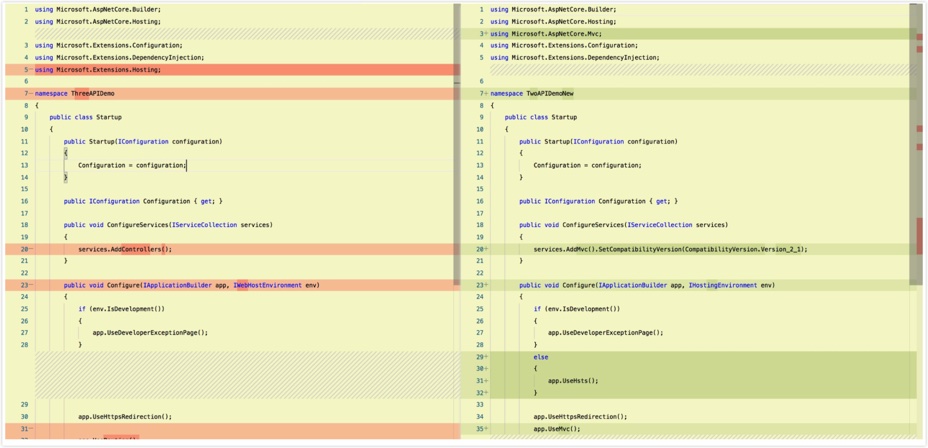 1 using Microsoft.AspNetCore.Builder;
2 using Microsoft.AspNetCore.Hosting;
3 using Microsoft.Extensions.Configuration;
4 using Microsoft.Extensions.DependencyInjection;
5- using Microsoft.Extensions.Hosting;
6
7- namespace ThreeAPIDemo
8 {
9 public class Startup
10 {
11 public Startup(IConfiguration configuration)
12 {
13 Configuration = configuration;
14 }
15
16 public IConfiguration Configuration { get; }
17
18 public void ConfigureServices(IServiceCollection services)
19 {
20- services.AddControllers();
21 }
22
23- public void Configure(IApplicationBuilder app, IWebHostEnvironment env)
24 {
25 if (env.IsDevelopment())
26 {
27 app.UseDeveloperExceptionPage();
28 }
29
30 app.UseHttpsRedirection();
31-
1 using Microsoft.AspNetCore.Builder;
2 using Microsoft.AspNetCore.Hosting;
3+ using Microsoft.AspNetCore.Mvc;
4 using Microsoft.Extensions.Configuration;
5 using Microsoft.Extensions.DependencyInjection;
6
7+ namespace TwoAPIDemoNew
8 {
9 public class Startup
10 {
11 public Startup(IConfiguration configuration)
12 {
13 Configuration = configuration;
14 }
15
16 public IConfiguration Configuration { get; }
17
18 public void ConfigureServices(IServiceCollection services)
19 {
20+ services.AddMvc().SetCompatibilityVersion(CompatibilityVersion.Version_2_1);
21 }
22
23+ public void Configure(IApplicationBuilder app, IHostingEnvironment env)
24 {
25 if (env.IsDevelopment())
26 {
27 app.UseDeveloperExceptionPage();
28 }
29+ else
30+ {
31+ app.UseHsts();
32+ }
33
34 app.UseHttpsRedirection();
35+ app.UseMvc();